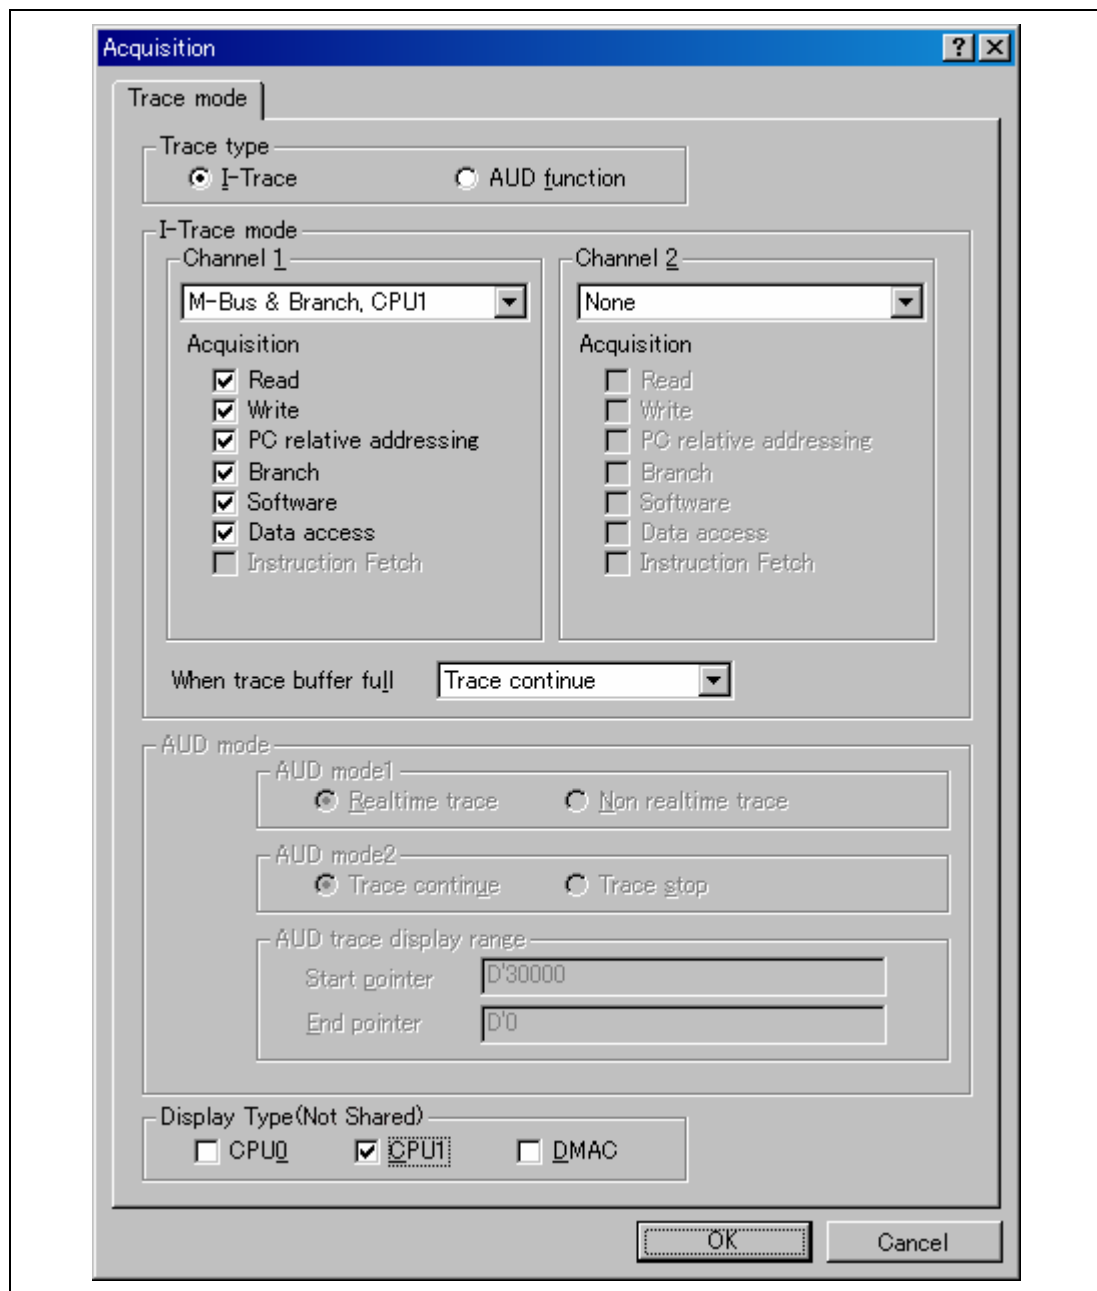 Acquisition
Trace mode
Trace type
I-Trace AUD function
I-Trace mode
Channel 1 Channel 2
M-Bus & Branch, CPU1 None
Acquisition Acquisition
Read Read
Write Write
PC relative addressing PC relative addressing
Branch Branch
Software Software
Data access Data access
Instruction Fetch Instruction Fetch
When trace buffer full Trace continue
AUD mode
AUD mode1
Realtime trace Non realtime trace
AUD mode2
Trace continue Trace stop
AUD trace display range
Start pointer D'30000
End pointer D'0
Display Type(Not Shared)
CPU0 CPU1 DMAC
OK Cancel